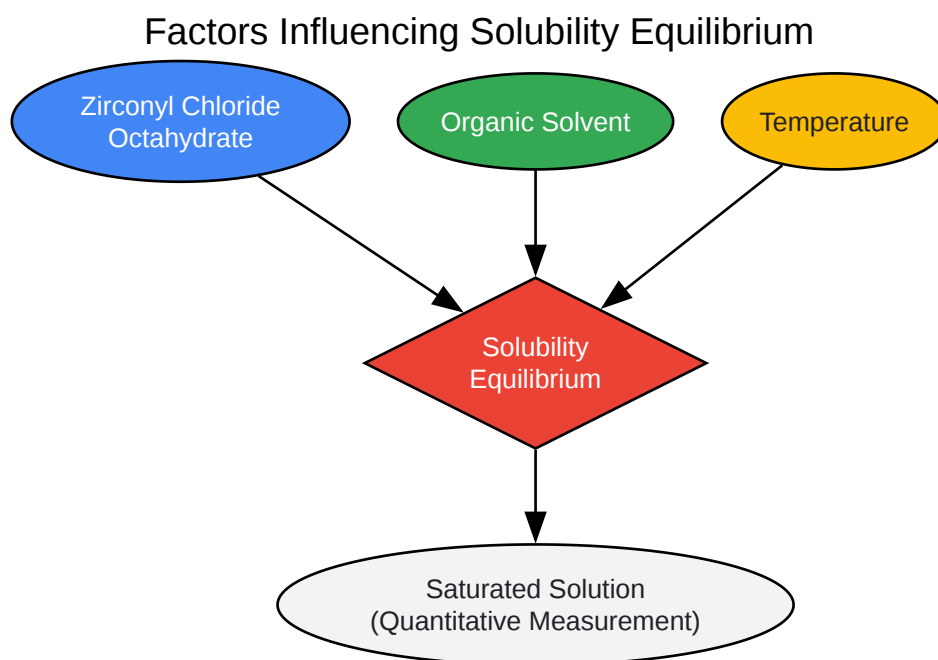 Factors Influencing Solubility Equilibrium
Zirconyl Chloride
Octahydrate
Organic Solvent
Temperature
Solubility
Equilibrium
Saturated Solution
(Quantitative Measurement)